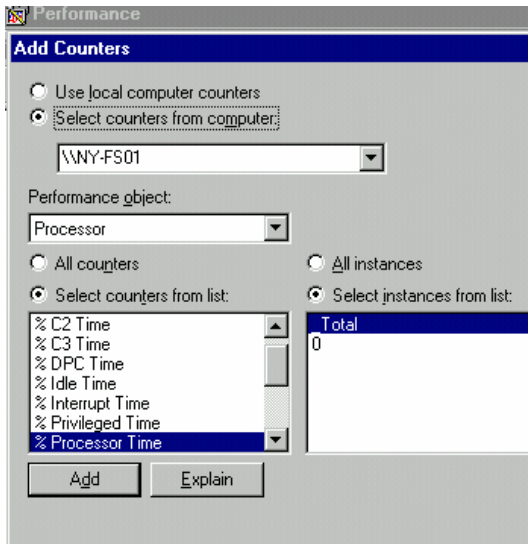 Performance
Add Counters
Use local computer counters
Select counters from computer:
\\NY-FS01
Performance object:
Processor
All counters
All instances
Select counters from list:
Select instances from list:
% C2 Time
% C3 Time
% DPC Time
% Idle Time
% Interrupt Time
% Privileged Time
% Processor Time
_Total
0
Add
Explain